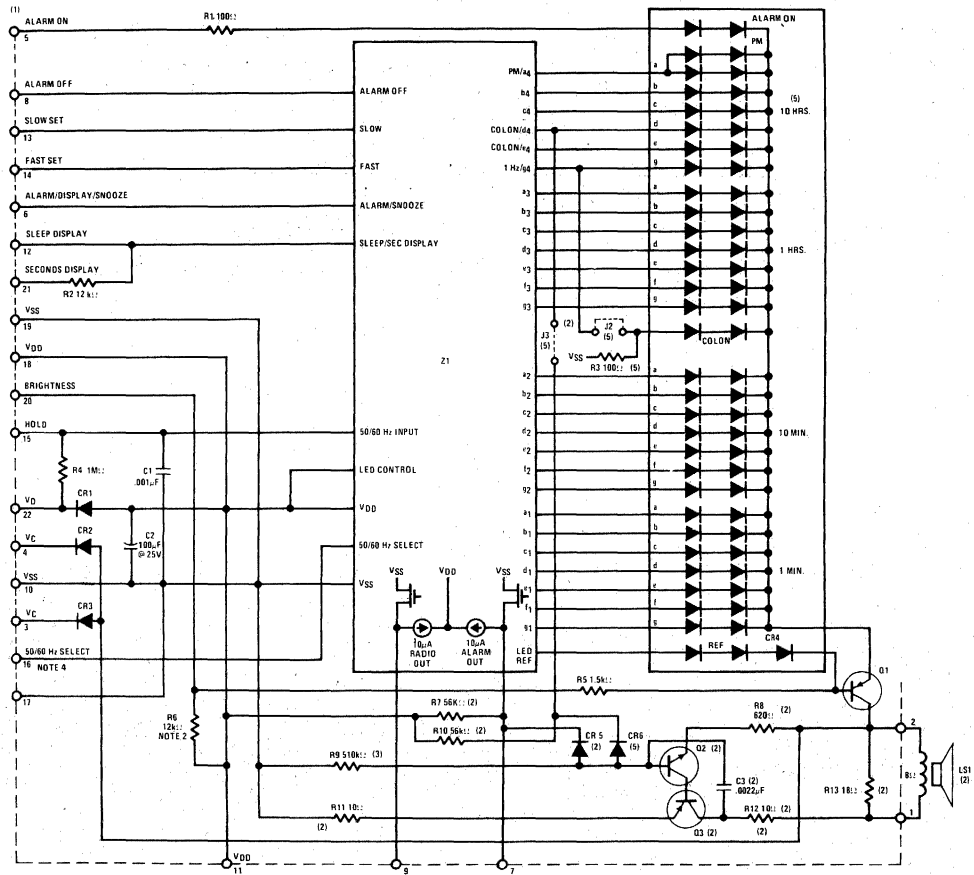 (1)
ALARM ON
5
R1 100Ω
ALARM OFF
8
SLOW SET
13
FAST SET
14
ALARM/DISPLAY/SNOOZE
6
SLEEP DISPLAY
12
SECONDS DISPLAY
21
R2 12 kΩ
VSS
19
VDD
18
BRIGHTNESS
20
HOLD
15
R4 1MΩ
C1
.001μF
VD
22
CR1
VC
4
CR2
C2
100μF
@ 25V
VSS
10
VC
3
CR3
50/60 Hz SELECT
16
NOTE 4
17
ALARM OFF
SLOW
FAST
ALARM/SNOOZE
SLEEP/SEC DISPLAY
Z1
50/60 Hz INPUT
LED CONTROL
VDD
50/60 Hz SELECT
VSS
VSS
VDD
VSS
10μA
RADIO
OUT
10μA
ALARM
OUT
PM/a4
b4
c4
COLON/d4
COLON/e4
1 Hz/g4
a3
b3
c3
d3
e3
f3
g3
a2
b2
c2
d2
e2
f2
g2
a1
b1
c1
d1
e1
f1
g1
LED
REF
J3
(5)
(2)
J2
(5)
VSS
R3 100Ω (5)
ALARM ON
PM
a
b
c
d
e
g
(5)
10 HRS.
a
b
c
d
e
f
g
1 HRS.
COLON
a
b
c
d
e
f
g
10 MIN.
a
b
c
d
e
f
g
1 MIN.
REF
CR4
Q1
R5 1.5kΩ
R6
12kΩ
NOTE 2
R7 56KΩ (2)
R10 56kΩ (2)
R9 510kΩ (3)
R11 10Ω
(2)
CR 5
(2)
CR6
(5)
Q2 (2)
R8
620Ω (2)
C3 (2)
.0022μF
Q3 (2)
R12 10Ω (2)
(2)
R13 18Ω
(2)
2
8Ω
1
LS1
(2)
VDD
11
9
7